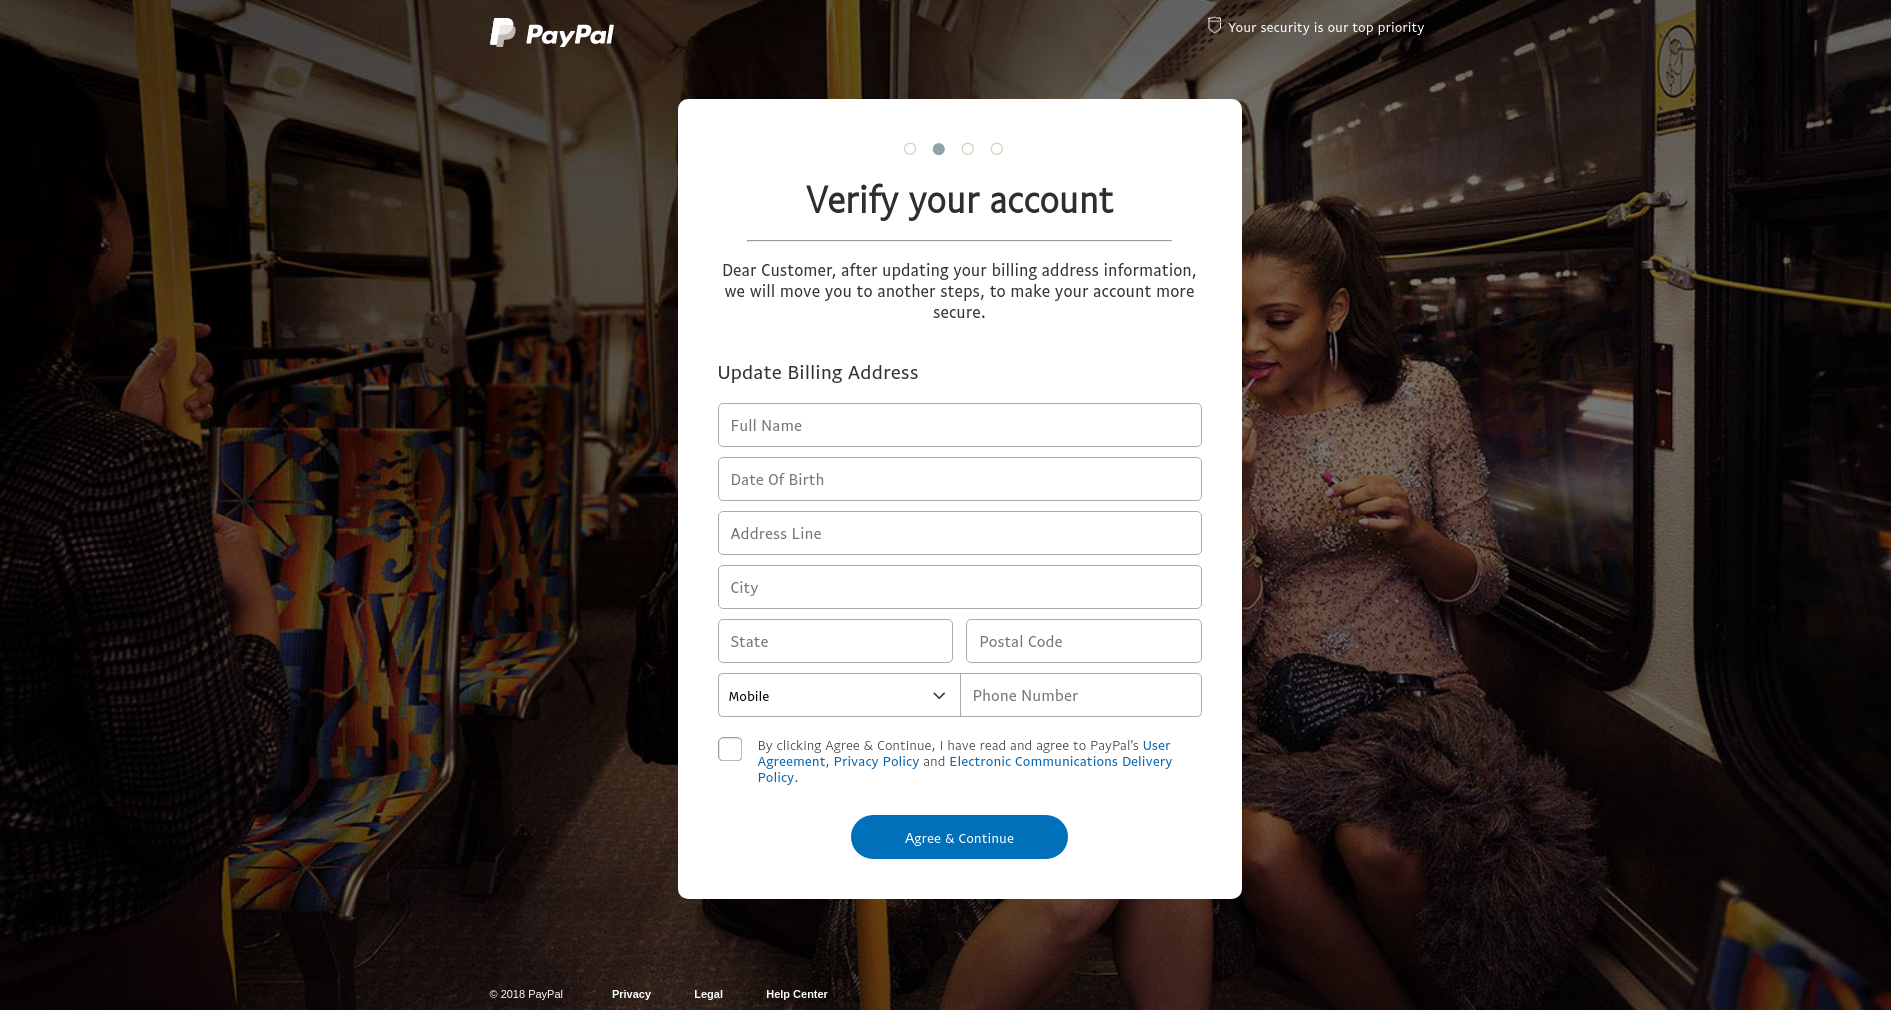 PayPal
Your security is our top priority
Verify your account
Dear Customer, after updating your billing address information,
we will move you to another steps, to make your account more
secure.
Update Billing Address
Full Name
Date Of Birth
Address Line
City
State
Postal Code
Mobile
Phone Number
By clicking Agree & Continue, I have read and agree to PayPal's User
Agreement, Privacy Policy and Electronic Communications Delivery
Policy.
Agree & Continue
© 2018 PayPal
Privacy
Legal
Help Center